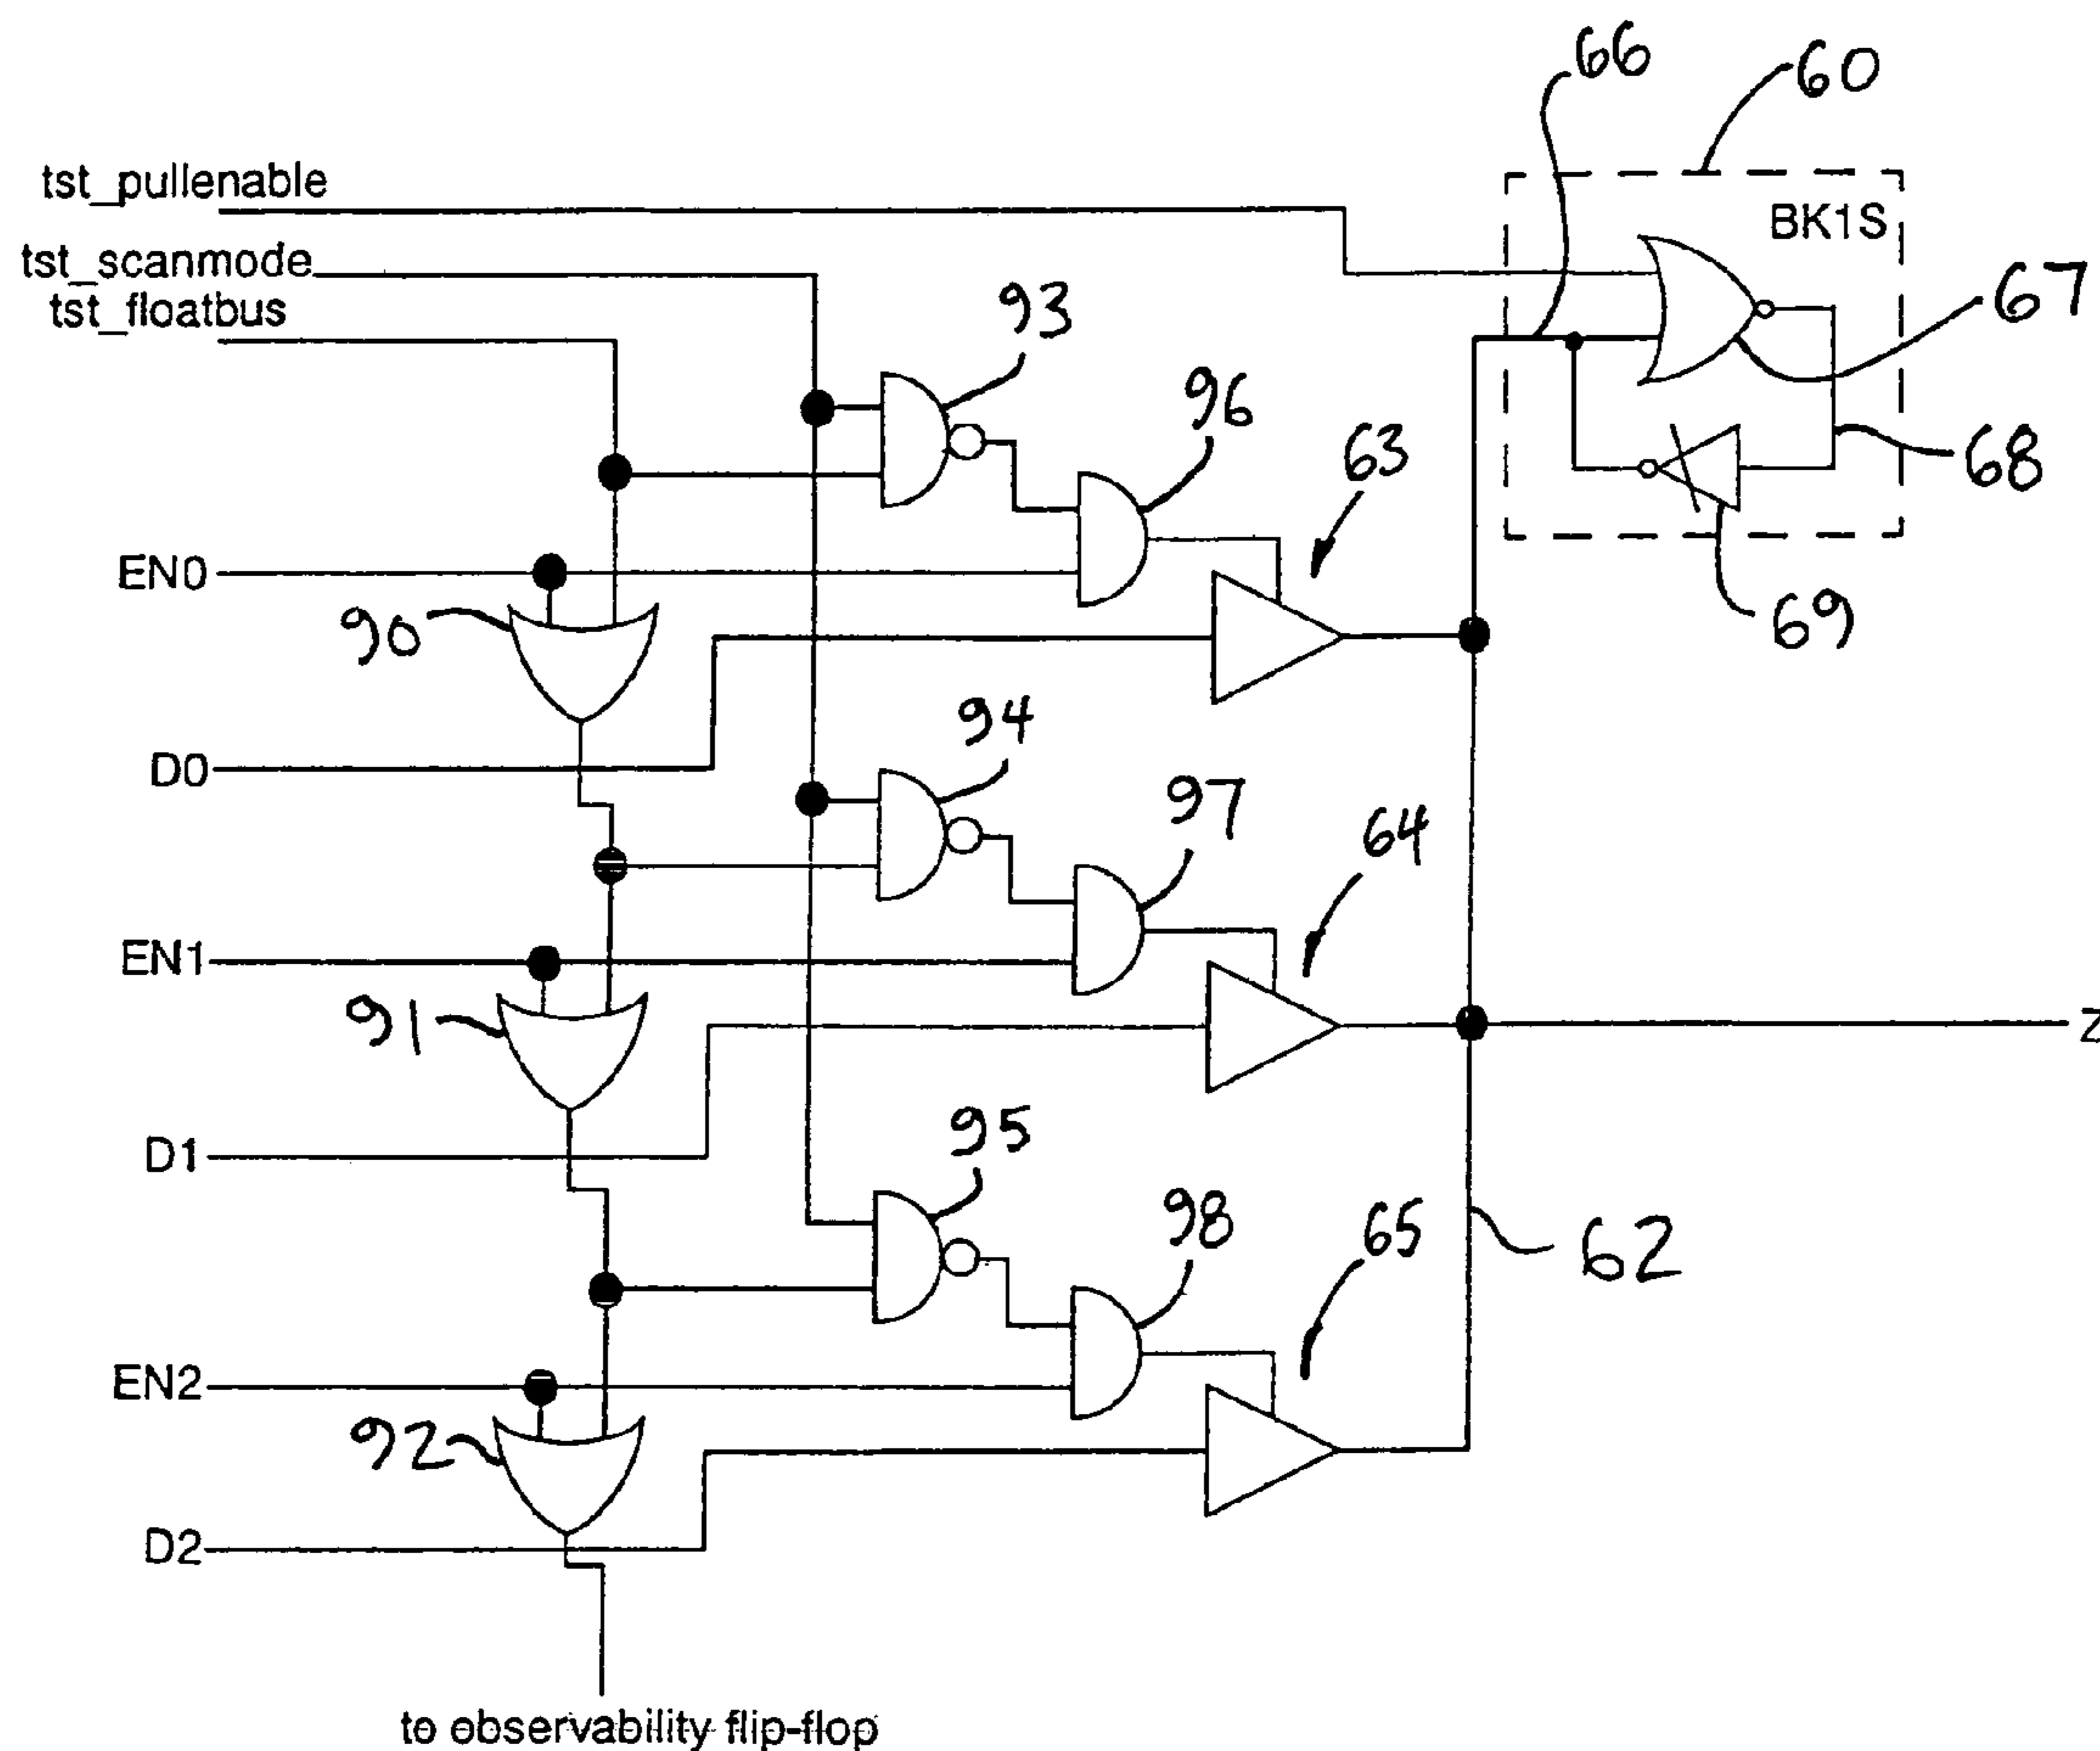 66
60
tst_pullenable
BK1S
tst_scanmode
67
tst_floatbus
93
96
63
68
EN0
90
69
D0
94
97
64
EN1
91
Z
D1
95
98
65
62
EN2
92
D2
to observability flip-flop